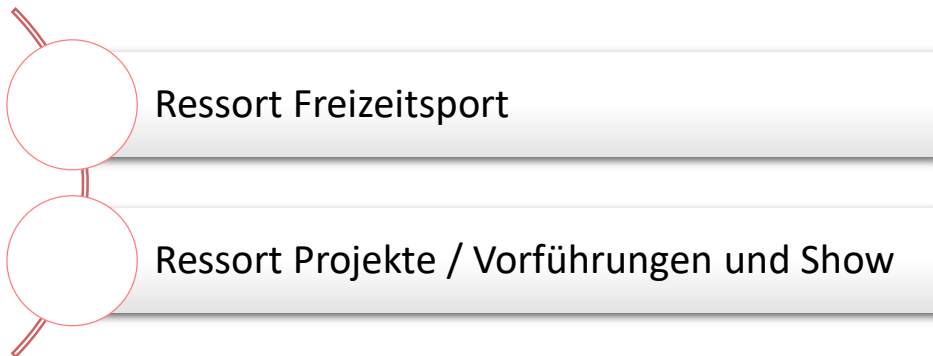 Ressort Freizeitsport
Ressort Projekte / Vorführungen und Show